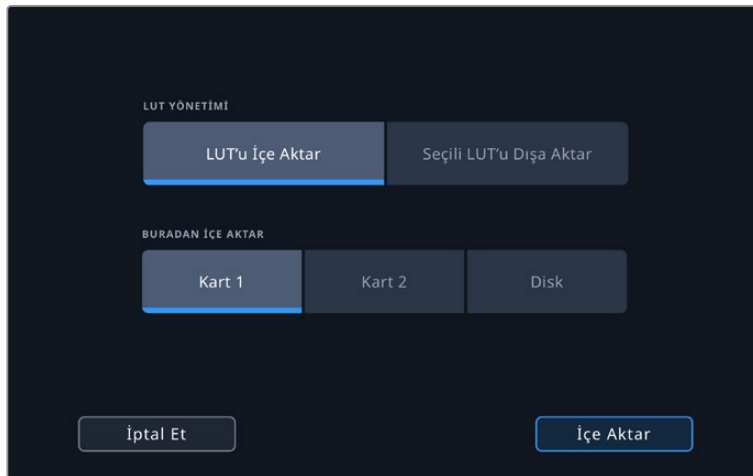 LUT YÖNETİMİ
LUT'u İçe Aktar
Seçili LUT'u Dışa Aktar
BURADAN İÇE AKTAR
Kart 1
Kart 2
Disk
İptal Et
İçe Aktar